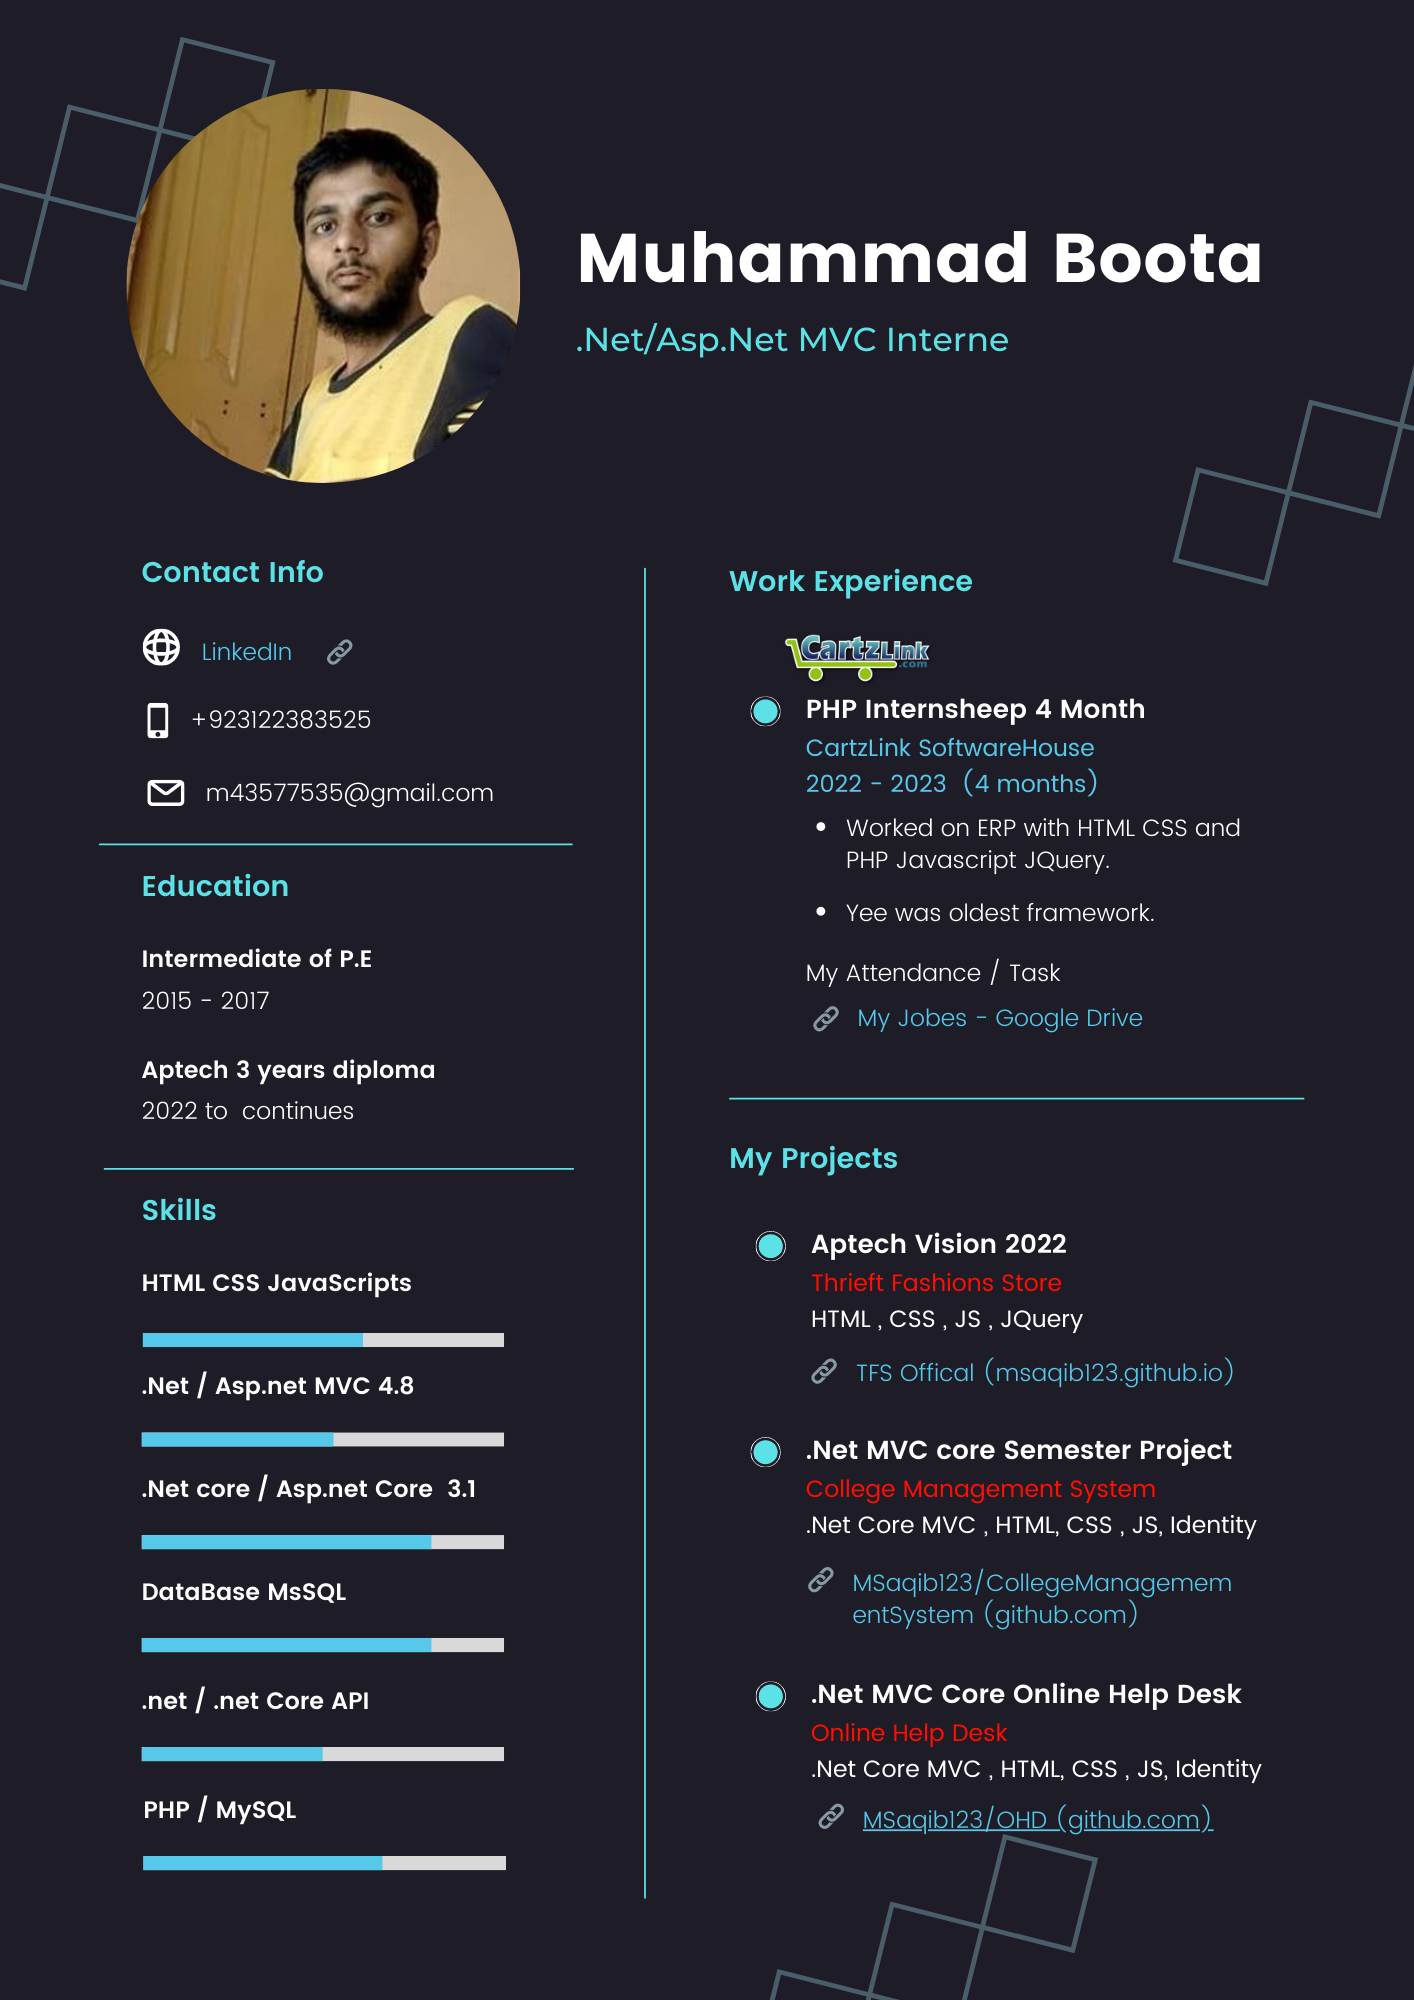 Muhammad Boota
.Net/Asp.Net MVC Interne
Contact Info
LinkedIn
+923122383525
m43577535@gmail.com
Education
Intermediate of P.E
2015 - 2017
Aptech 3 years diploma
2022 to continues
Skills
HTML CSS JavaScripts
.Net / Asp.net MVC 4.8
.Net core / Asp.net Core 3.1
DataBase MsSQL
.net / .net Core API
PHP / MySQL
Work Experience
CartzLink
.com
PHP Internsheep 4 Month
CartzLink SoftwareHouse
2022 - 2023 (4 months)
• Worked on ERP with HTML CSS and
PHP Javascript JQuery.
• Yee was oldest framework.
My Attendance / Task
My Jobes - Google Drive
My Projects
Aptech Vision 2022
Thrieft Fashions Store
HTML , CSS , JS , JQuery
TFS Offical (msaqib123.github.io)
.Net MVC core Semester Project
College Management System
.Net Core MVC , HTML, CSS , JS, Identity
MSaqib123/CollegeManagemem
entSystem (github.com)
.Net MVC Core Online Help Desk
Online Help Desk
.Net Core MVC , HTML, CSS , JS, Identity
MSaqib123/OHD (github.com)